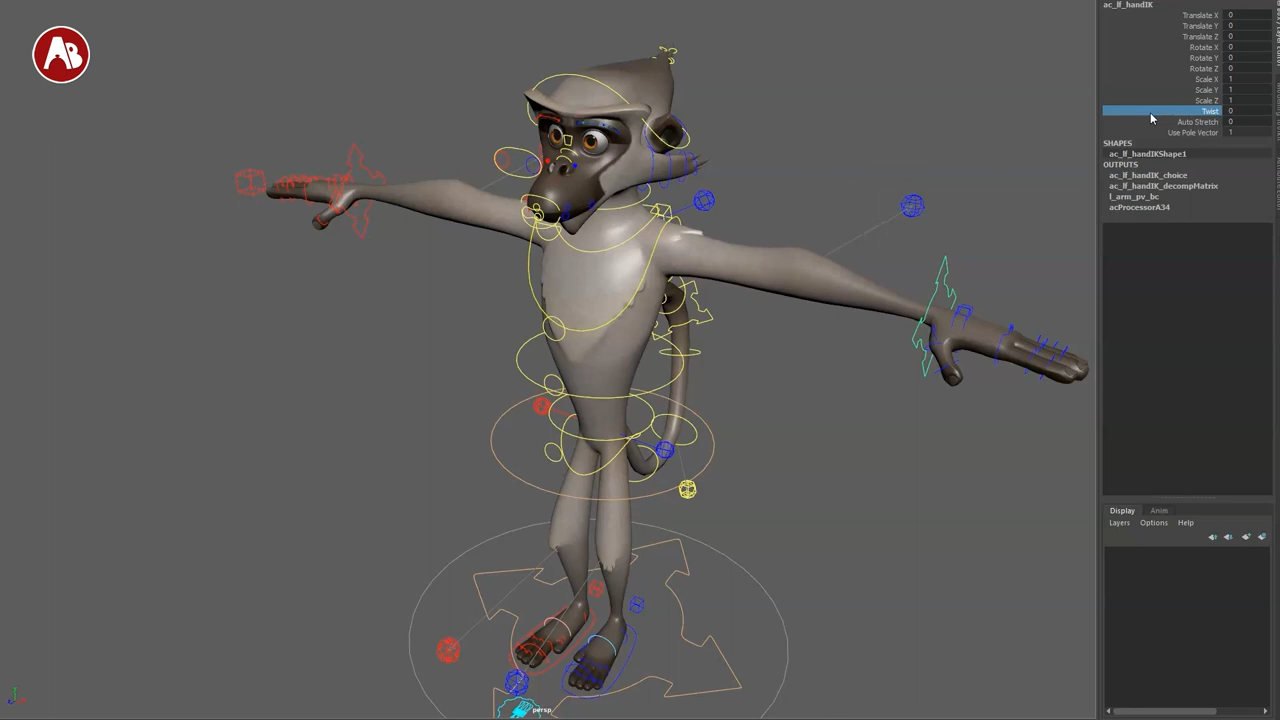 AB
ac_lf_handIK
Translate X 0
Translate Y 0
Translate Z 0
Rotate X 0
Rotate Y 0
Rotate Z 0
Scale X 1
Scale Y 1
Scale Z 1
Twist 0
Auto Stretch 0
Use Pole Vector 1
SHAPES
ac_lf_handIKShape1
OUTPUTS
ac_lf_handIK_choice
ac_lf_handIK_decompMatrix
l_arm_pv_bc
acProcessorA34
Display Anim
Layers Options Help
persp